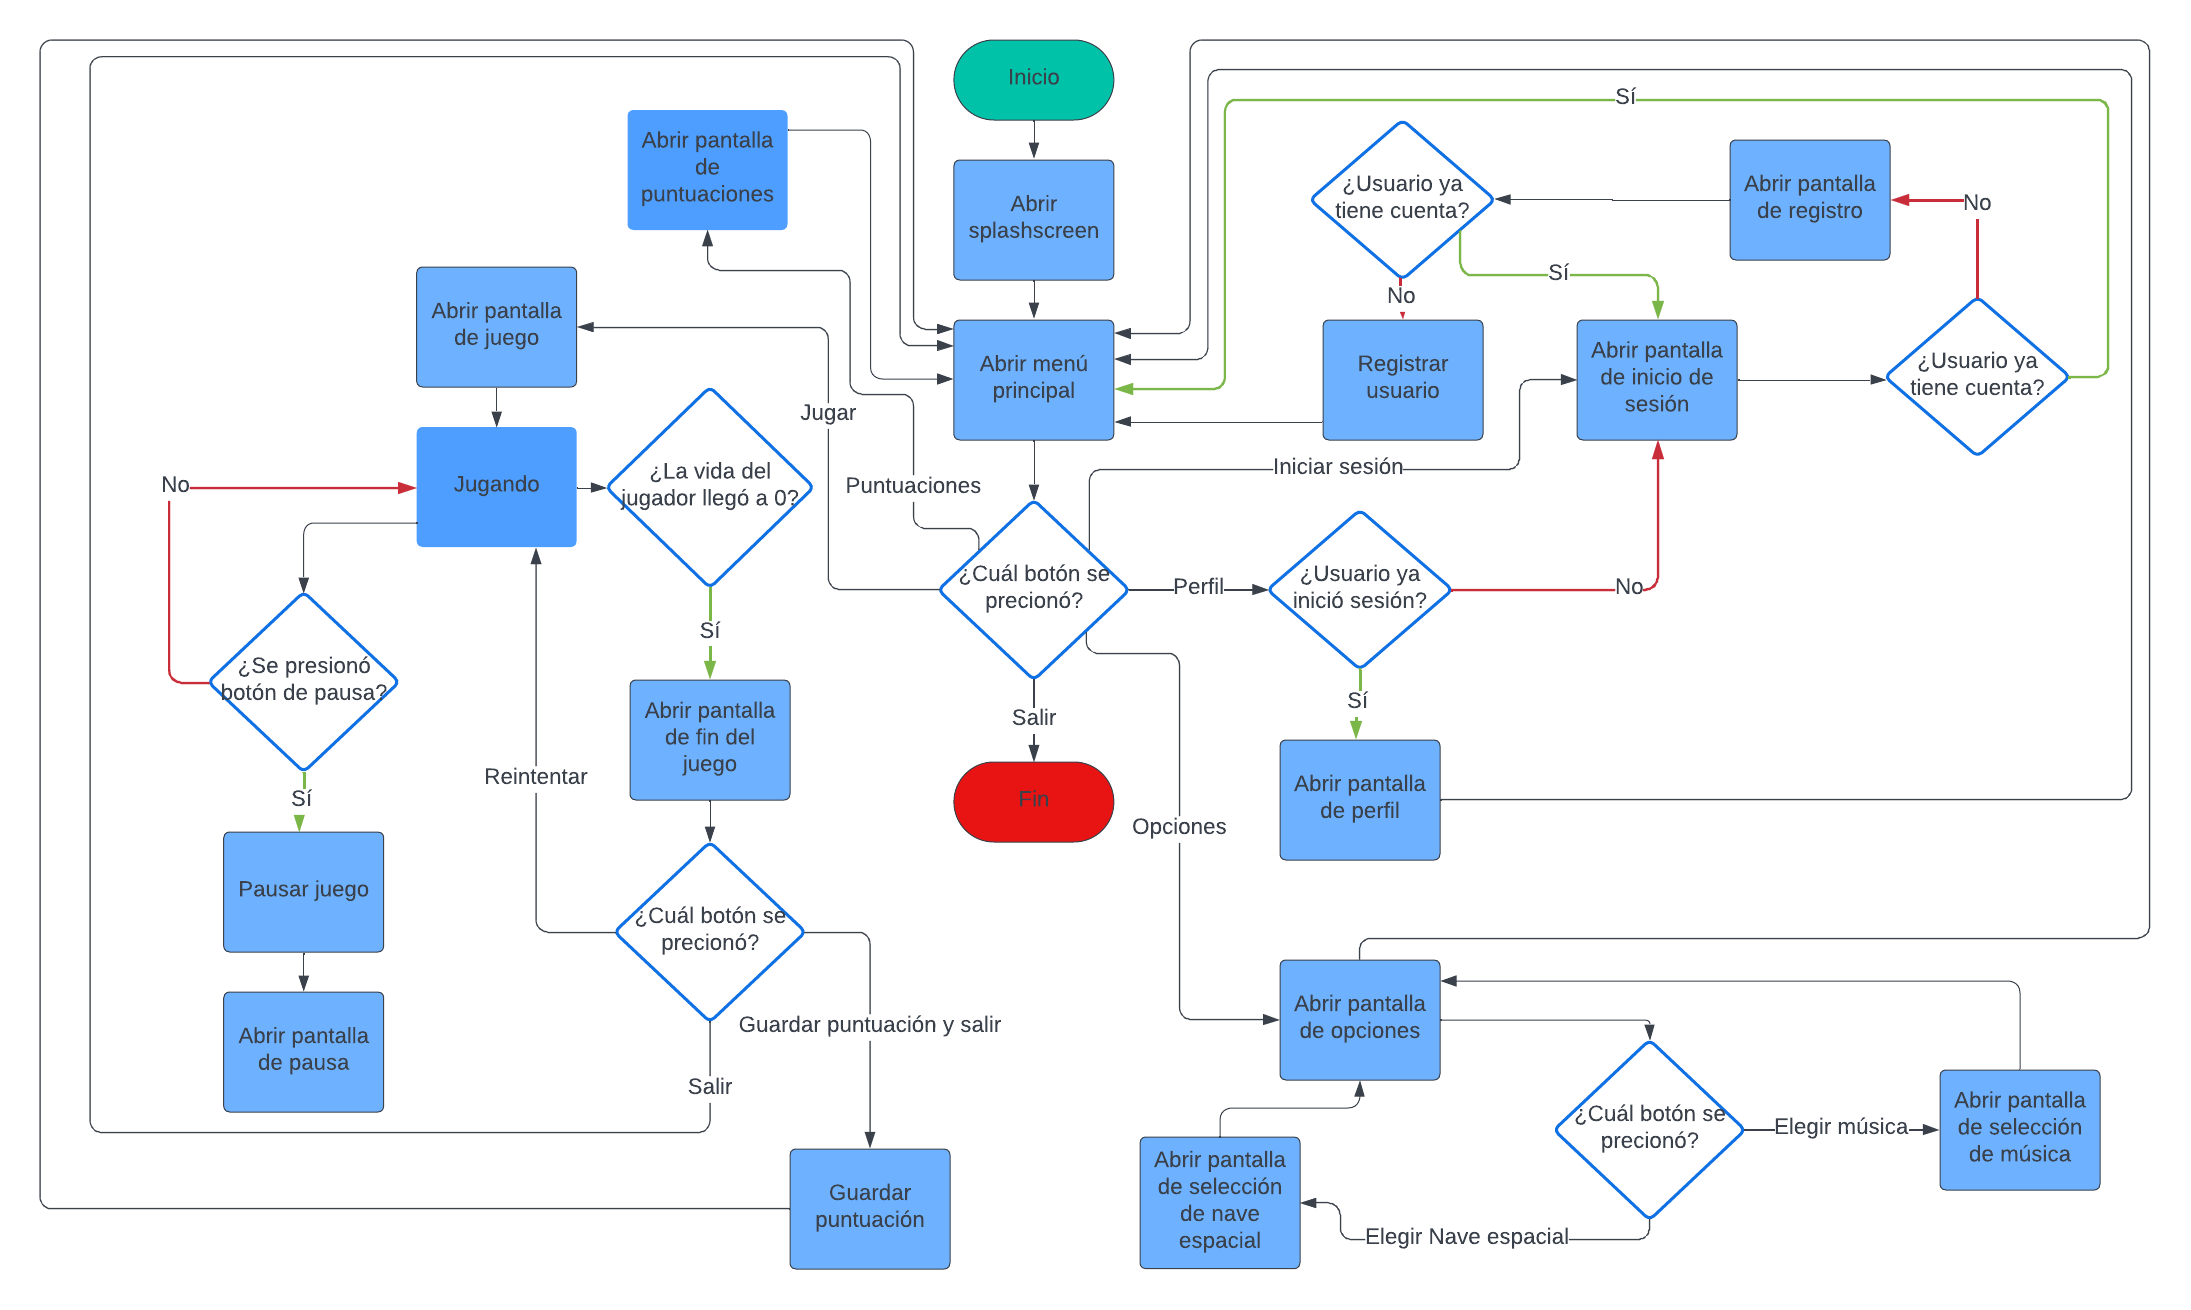 Inicio
Sí
Abrir pantalla
de
puntuaciones
Abrir
splashscreen
¿Usuario ya
tiene cuenta?
Abrir pantalla
de registro
No
Sí
No
Abrir pantalla
de juego
Abrir menú
principal
Registrar
usuario
Abrir pantalla
de inicio de
sesión
¿Usuario ya
tiene cuenta?
Jugar
Iniciar sesión
Puntuaciones
No
Jugando
¿La vida del
jugador llegó a 0?
¿Cuál botón se
precionó?
Perfil
¿Usuario ya
inició sesión?
No
Sí
¿Se presionó
botón de pausa?
Abrir pantalla
de fin del
juego
Salir
Sí
Reintentar
Sí
Fin
Abrir pantalla
de perfil
Opciones
Pausar juego
¿Cuál botón se
precionó?
Guardar puntuación y salir
Abrir pantalla
de opciones
Abrir pantalla
de pausa
Salir
¿Cuál botón se
precionó?
Elegir música
Abrir pantalla
de selección
de música
Guardar
puntuación
Abrir pantalla
de selección
de nave
espacial
Elegir Nave espacial